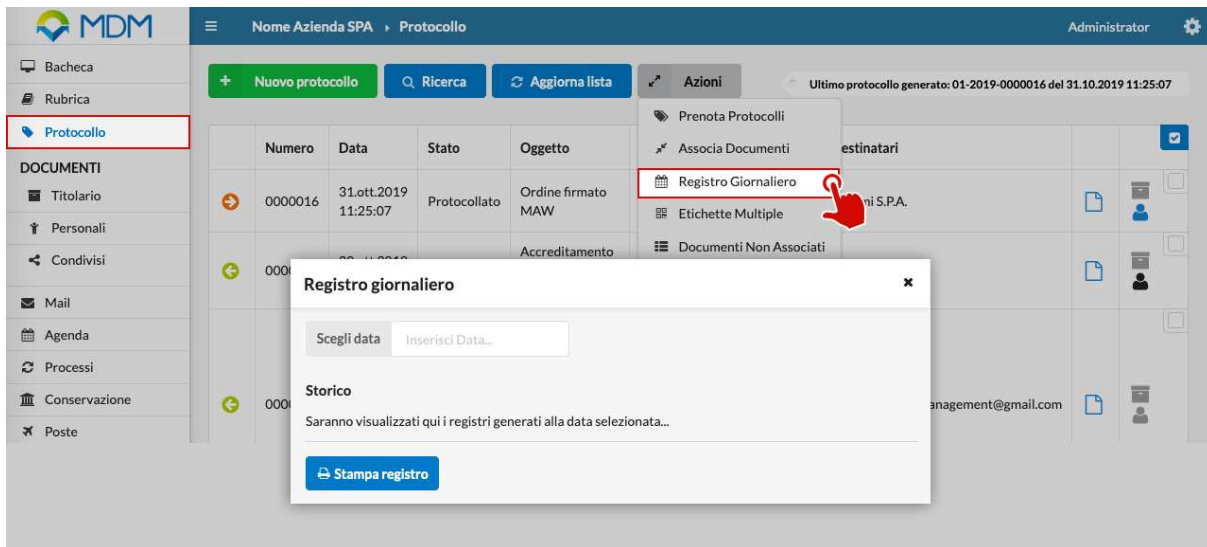 MDM
Nome Azienda SPA › Protocollo
Administrator
Bacheca
Rubrica
Protocollo
DOCUMENTI
Titolario
Personali
Condivisi
Mail
Agenda
Processi
Conservazione
Poste
+ Nuovo protocollo
Ricerca
Aggiorna lista
Azioni
Ultimo protocollo generato: 01-2019-0000016 del 31.10.2019 11:25:07
Prenota Protocolli
Associa Documenti
Registro Giornaliero
Etichette Multiple
Documenti Non Associati
Numero Data Stato Oggetto estinatari
0000016
31.ott.2019
11:25:07
Protocollato
Ordine firmato
MAW
ni S.P.A.
Accreditamento
000
000
anagement@gmail.com
Registro giornaliero
Scegli data Inserisci Data...
Storico
Saranno visualizzati qui i registri generati alla data selezionata...
Stampa registro